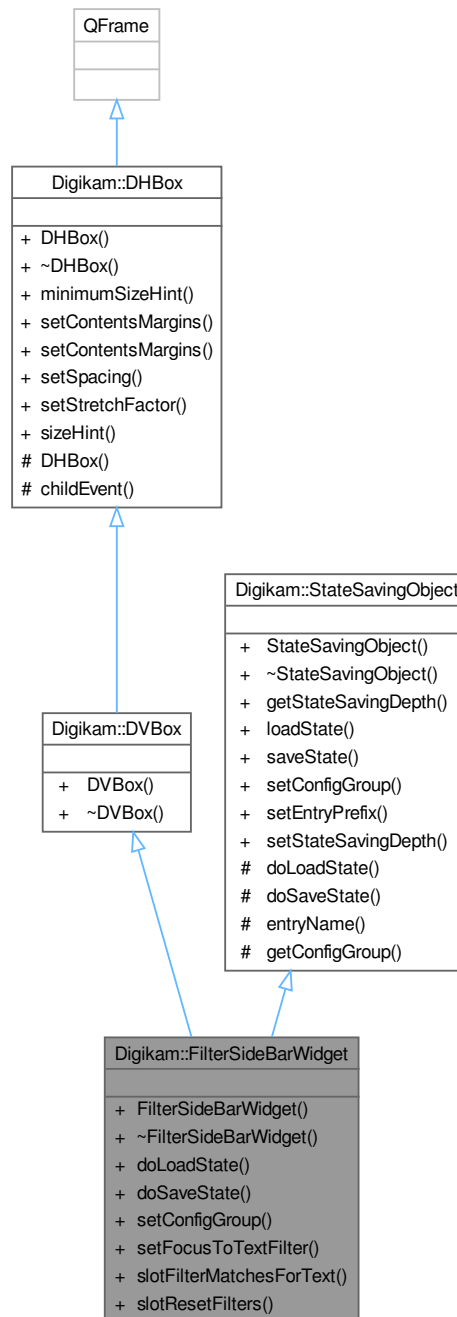 QFrame
Digikam::DHBox
+ DHBox()
+ ~DHBox()
+ minimumSizeHint()
+ setContentsMargins()
+ setContentsMargins()
+ setSpacing()
+ setStretchFactor()
+ sizeHint()
# DHBox()
# childEvent()
Digikam::StateSavingObject
+ StateSavingObject()
+ ~StateSavingObject()
+ getStateSavingDepth()
+ loadState()
+ saveState()
+ setConfigGroup()
+ setEntryPrefix()
+ setStateSavingDepth()
# doLoadState()
# doSaveState()
# entryName()
# getConfigGroup()
Digikam::DVBox
+ DVBox()
+ ~DVBox()
Digikam::FilterSideBarWidget
+ FilterSideBarWidget()
+ ~FilterSideBarWidget()
+ doLoadState()
+ doSaveState()
+ setConfigGroup()
+ setFocusToTextFilter()
+ slotFilterMatchesForText()
+ slotResetFilters()